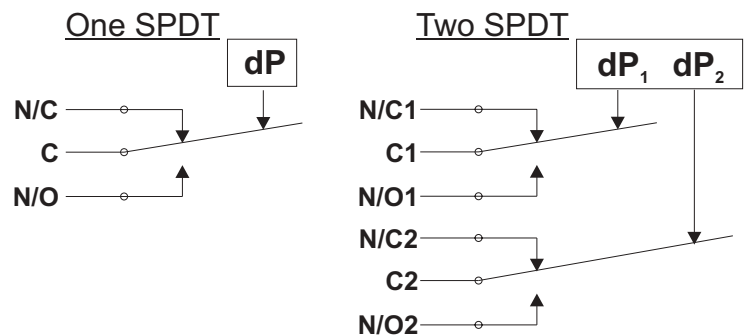 One SPDT
dP
N/C
C
N/O
Two SPDT
dP₁ dP₂
N/C1
C1
N/O1
N/C2
C2
N/O2